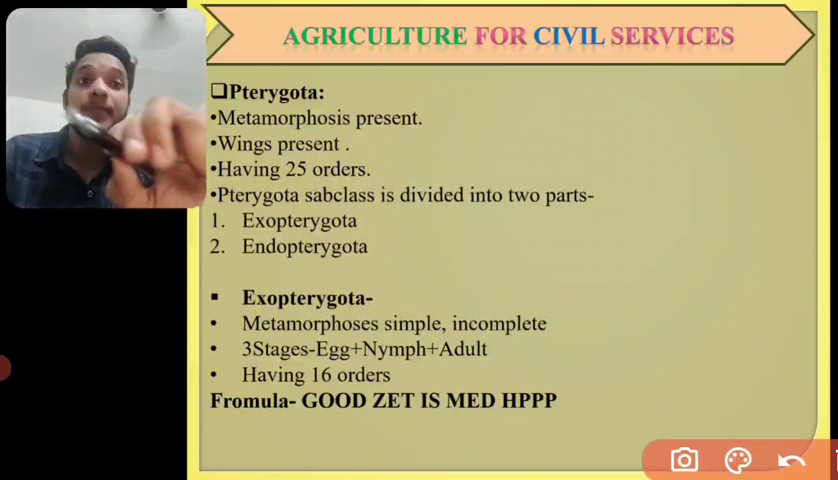 AGRICULTURE FOR CIVIL SERVICES
❑Pterygota:
•Metamorphosis present.
•Wings present .
•Having 25 orders.
•Pterygota subclass is divided into two parts-
1. Exopterygota
2. Endopterygota
▪ Exopterygota-
• Metamorphoses simple, incomplete
• 3Stages-Egg+Nymph+Adult
• Having 16 orders
Fromula- GOOD ZET IS MED HPPP